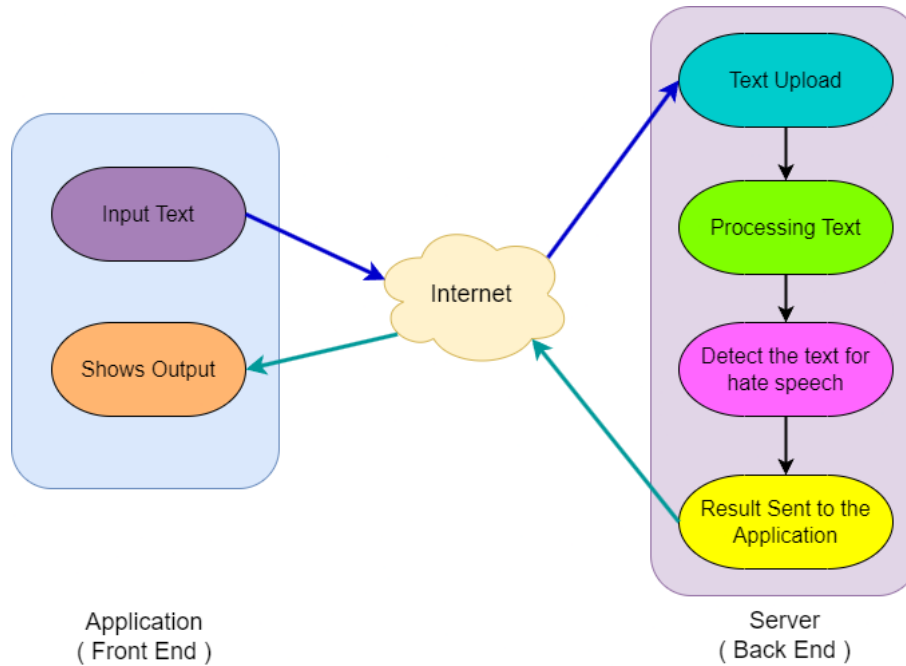 Input Text
Shows Output
Application
( Front End )
Internet
Text Upload
Processing Text
Detect the text for
hate speech
Result Sent to the
Application
Server
( Back End )